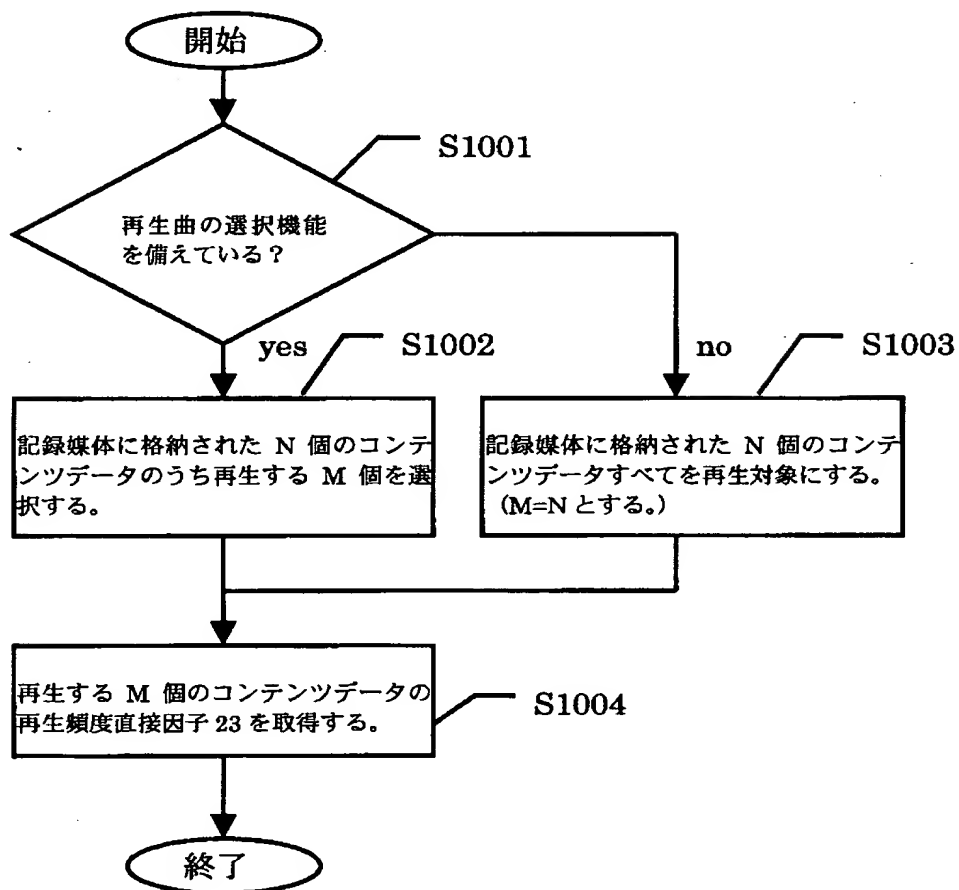 開始
S1001
再生曲の選択機能
を備えている？
yes
S1002
no
S1003
記録媒体に格納された N 個のコンテ
ンツデータのうち再生する M 個を選
択する。
記録媒体に格納された N 個のコンテ
ンツデータすべてを再生対象にする。
（M=N とする。）
再生する M 個のコンテンツデータの
再生頻度直接因子 23 を取得する。
S1004
終了